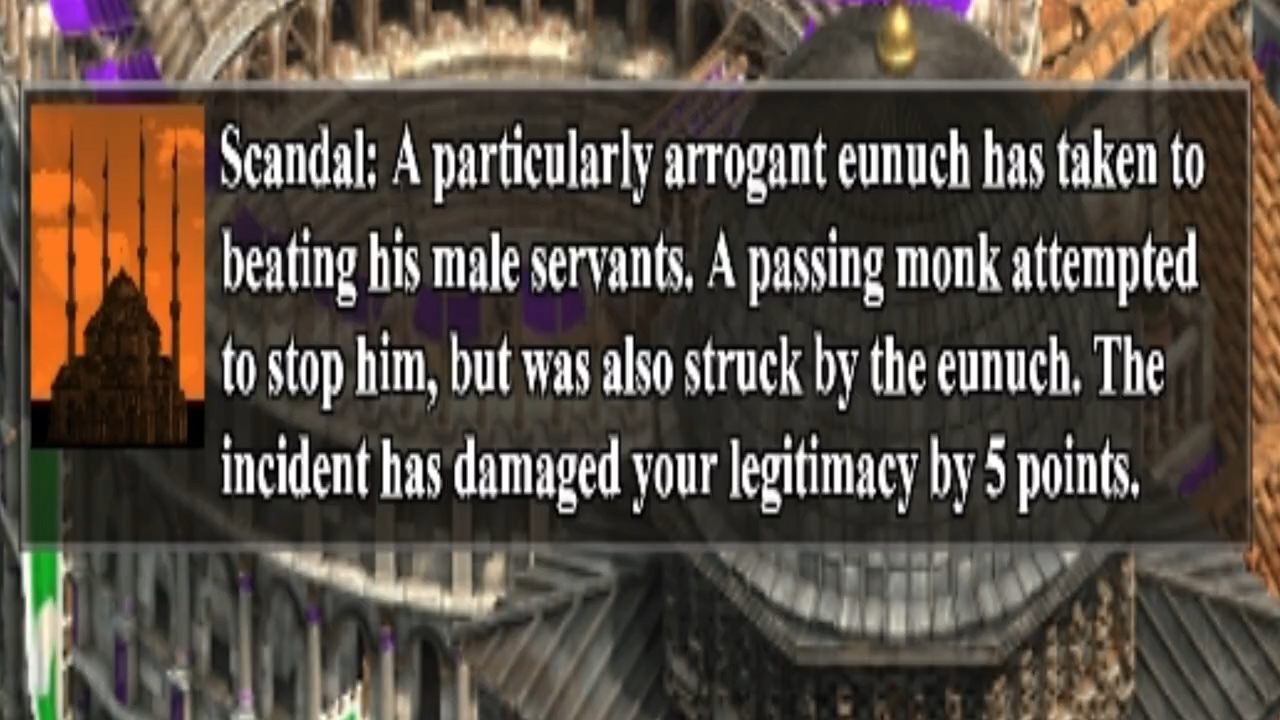 Scandal: A particularly arrogant eunuch has taken to
beating his male servants. A passing monk attempted
to stop him, but was also struck by the eunuch. The
incident has damaged your legitimacy by 5 points.